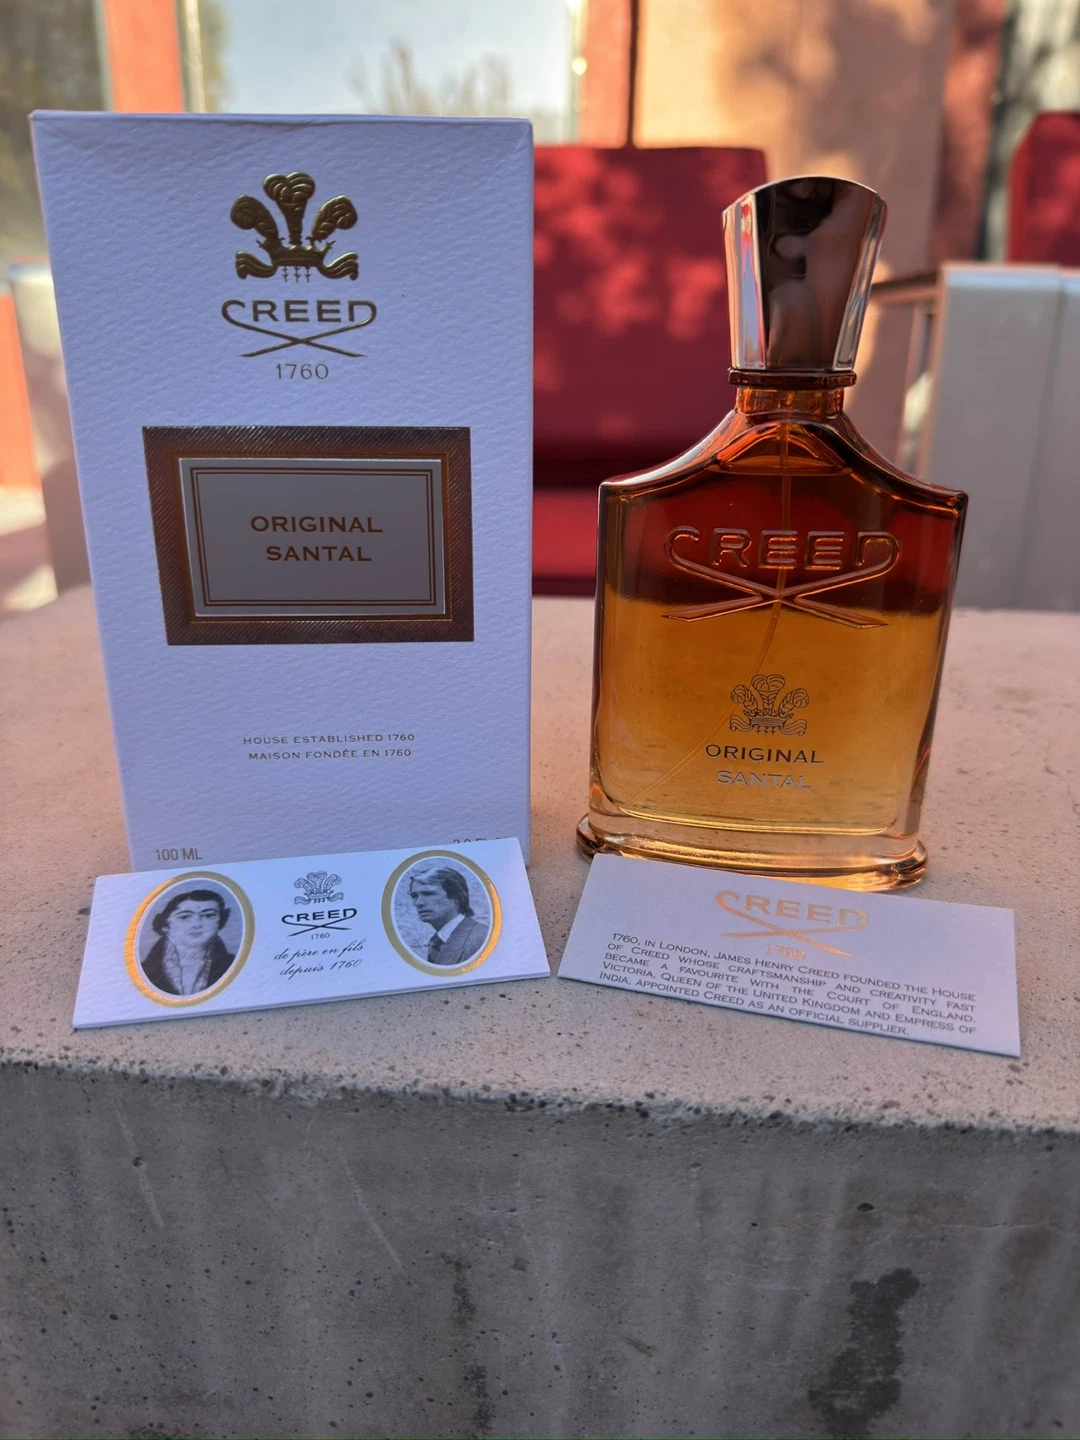 CREED
1760
ORIGINAL
SANTAL
HOUSE ESTABLISHED 1760
MAISON FONDÉE EN 1760
100 ML
CREED
ORIGINAL
SANTAL
CREED
1760
de père en fils
depuis 1760
CREED
1760
1760, IN LONDON, JAMES HENRY CREED FOUNDED THE HOUSE
OF CREED WHOSE CRAFTSMANSHIP AND CREATIVITY FAST
BECAME A FAVOURITE WITH THE COURT OF ENGLAND.
VICTORIA, QUEEN OF THE UNITED KINGDOM AND EMPRESS OF
INDIA, APPOINTED CREED AS AN OFFICIAL SUPPLIER.